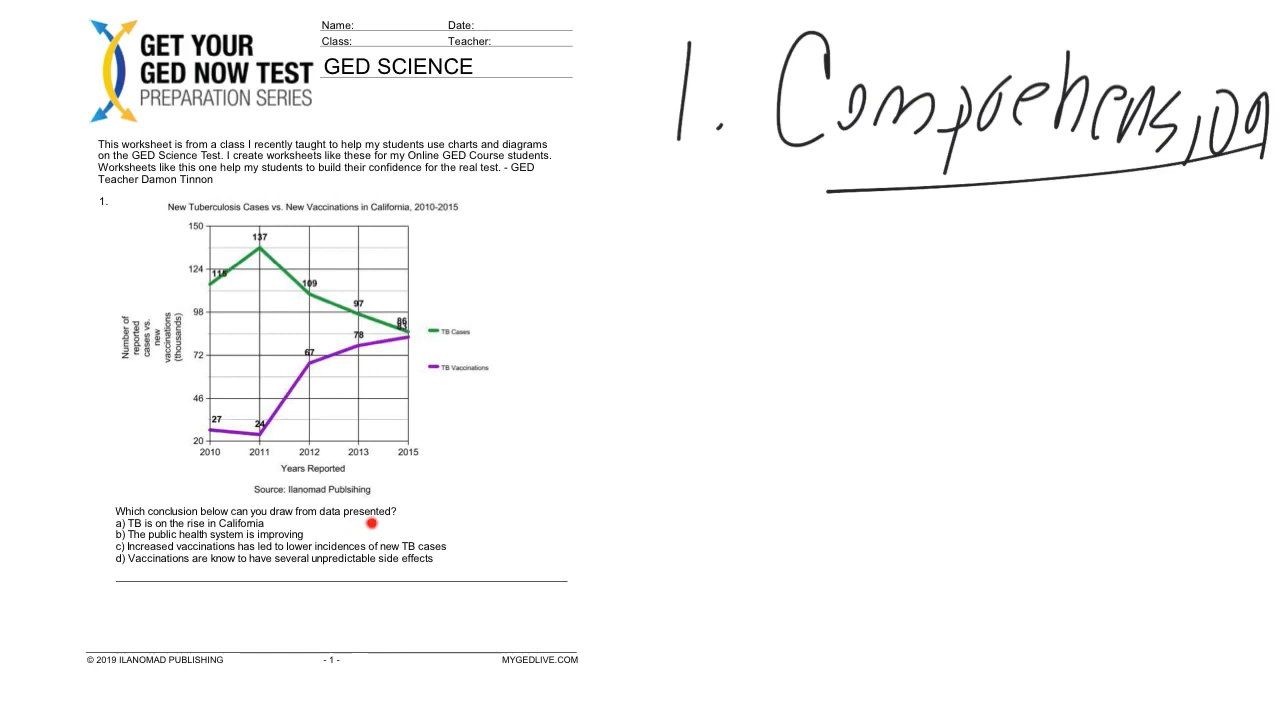 GET YOUR
GED NOW TEST
PREPARATION SERIES
Name: Date:
Class: Teacher:
GED SCIENCE
1. Comprehension
This worksheet is from a class I recently taught to help my students use charts and diagrams
on the GED Science Test. I create worksheets like these for my Online GED Course students.
Worksheets like this one help my students to build their confidence for the real test. - GED
Teacher Damon Tinnon
1.
New Tuberculosis Cases vs. New Vaccinations in California, 2010-2015
Number of
reported
cases vs.
new
vaccinations
(thousands)
150
124
98
72
46
20
115
137
109
97
86
83
27
24
67
78
TB Cases
TB Vaccinations
2010 2011 2012 2013 2015
Years Reported
Source: Ilanomad Publsihing
Which conclusion below can you draw from data presented?
a) TB is on the rise in California
b) The public health system is improving
c) Increased vaccinations has led to lower incidences of new TB cases
d) Vaccinations are know to have several unpredictable side effects
© 2019 ILANOMAD PUBLISHING - 1 - MYGEDLIVE.COM